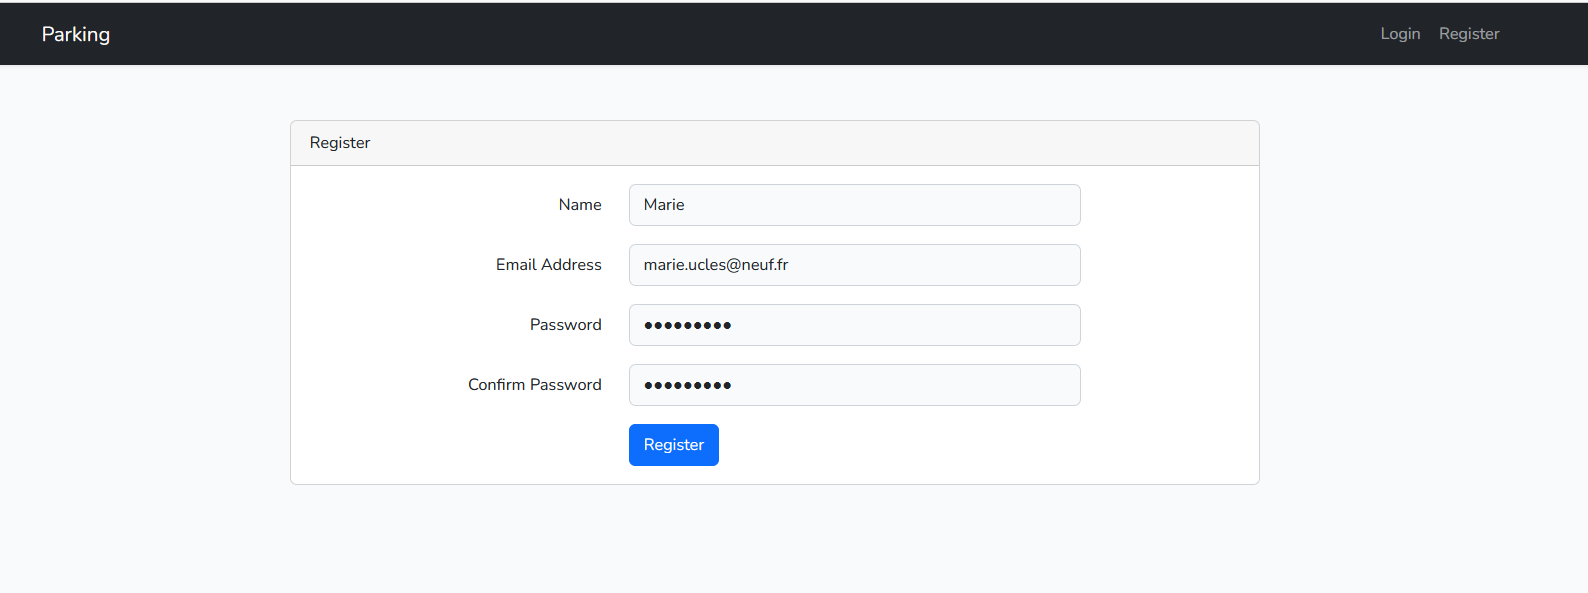 Parking
Login Register
Register
Name Marie
Email Address marie.ucles@neuf.fr
Password •••••••••
Confirm Password •••••••••
Register